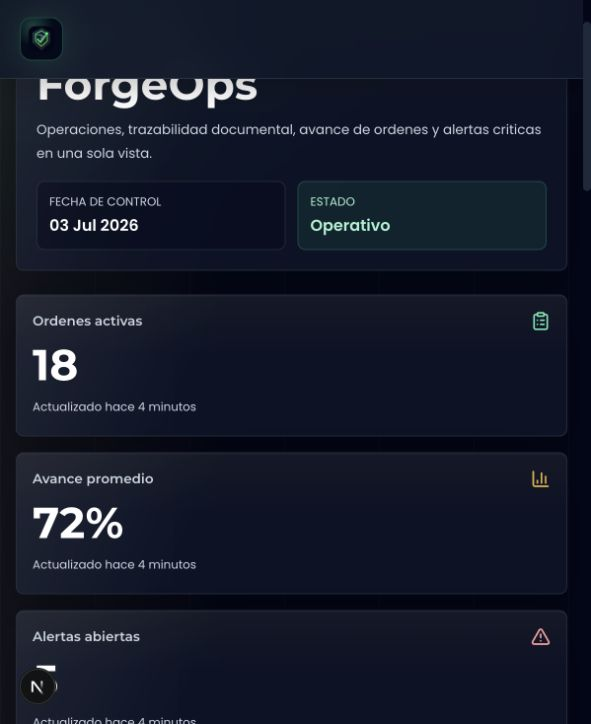 ForgeOps
Operaciones, trazabilidad documental, avance de ordenes y alertas criticas
en una sola vista.
FECHA DE CONTROL
03 Jul 2026
ESTADO
Operativo
Ordenes activas
18
Actualizado hace 4 minutos
Avance promedio
72%
Actualizado hace 4 minutos
Alertas abiertas
N
Actualizado hace 4 minutos